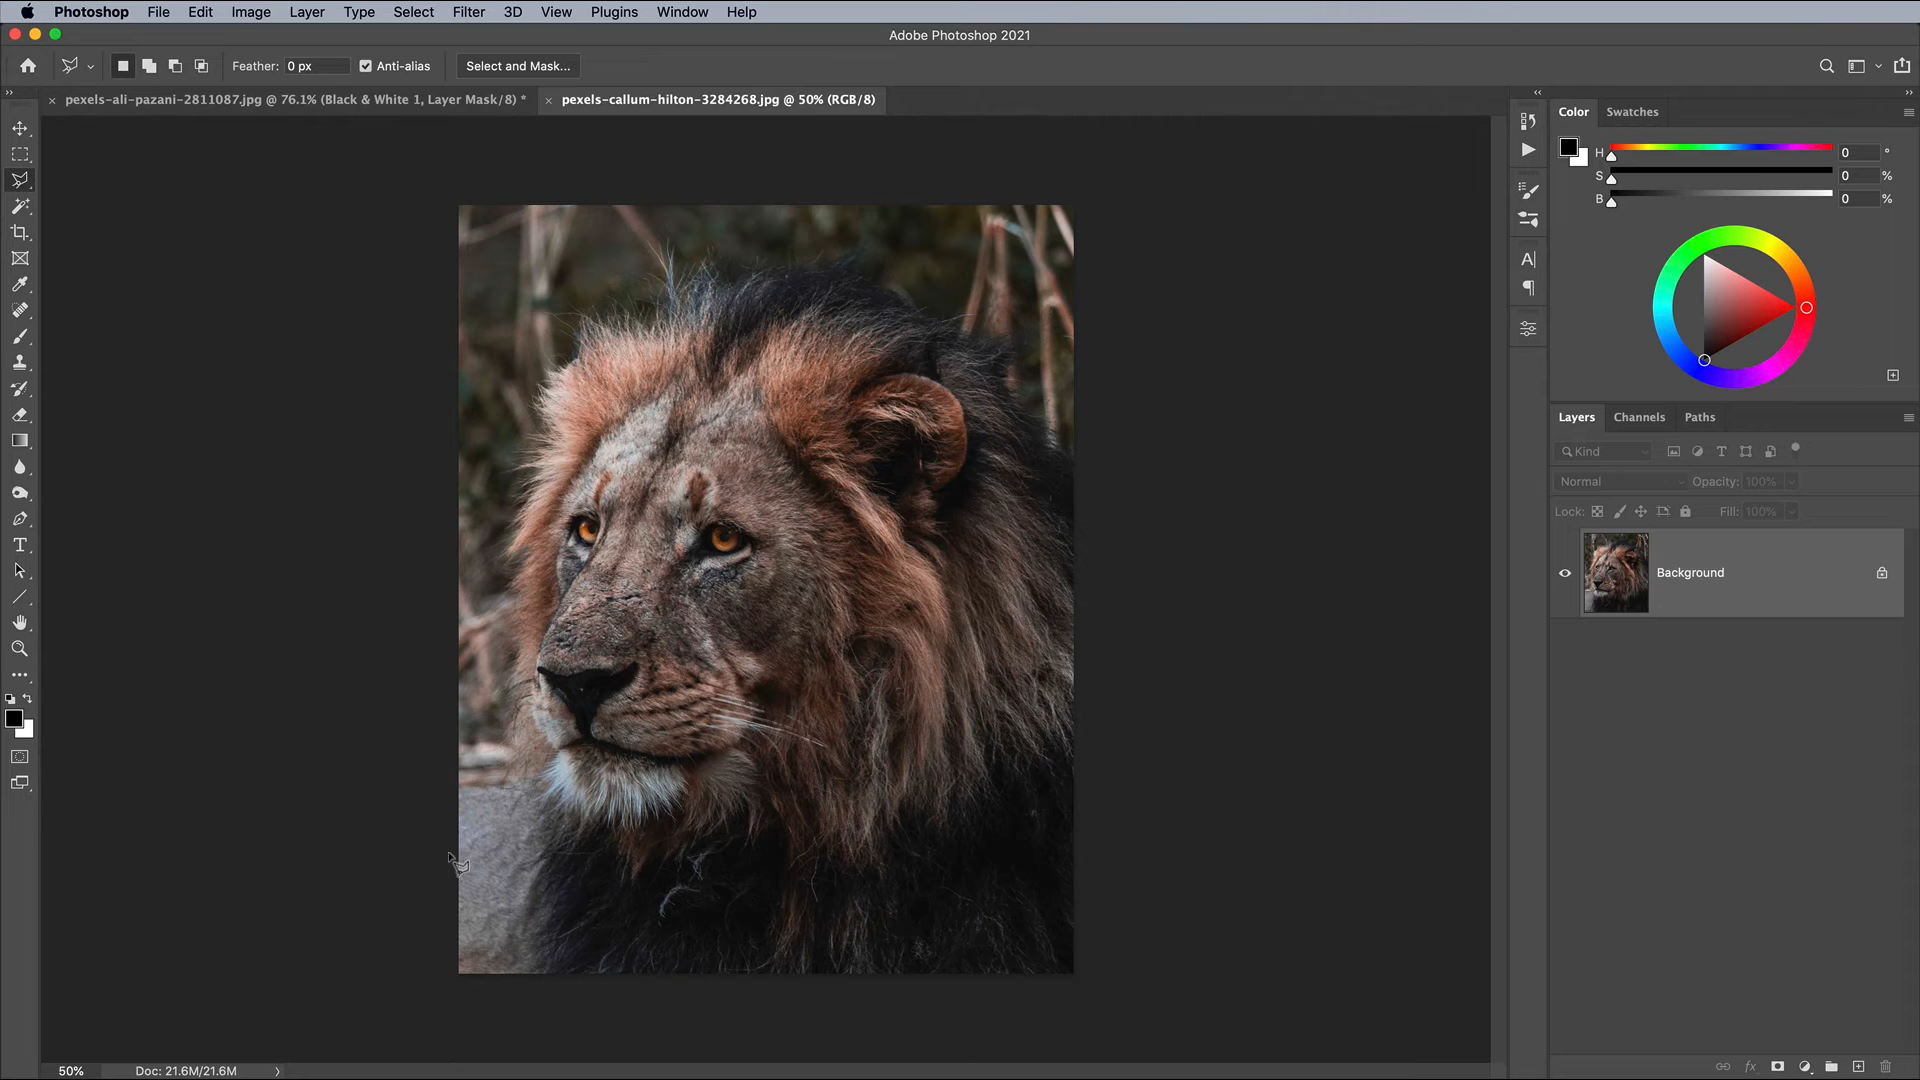 Photoshop File Edit Image Layer Type Select Filter 3D View Plugins Window Help
Adobe Photoshop 2021
Feather: 0 px Anti-alias Select and Mask...
pexels-ali-pazani-2811087.jpg @ 76.1% (Black & White 1, Layer Mask/8) * pexels-callum-hilton-3284268.jpg @ 50% (RGB/8)
Color Swatches
H 0 °
S 0 %
B 0 %
Layers Channels Paths
Kind
Normal Opacity: 100%
Lock: Fill: 100%
Background
50% Doc: 21.6M/21.6M